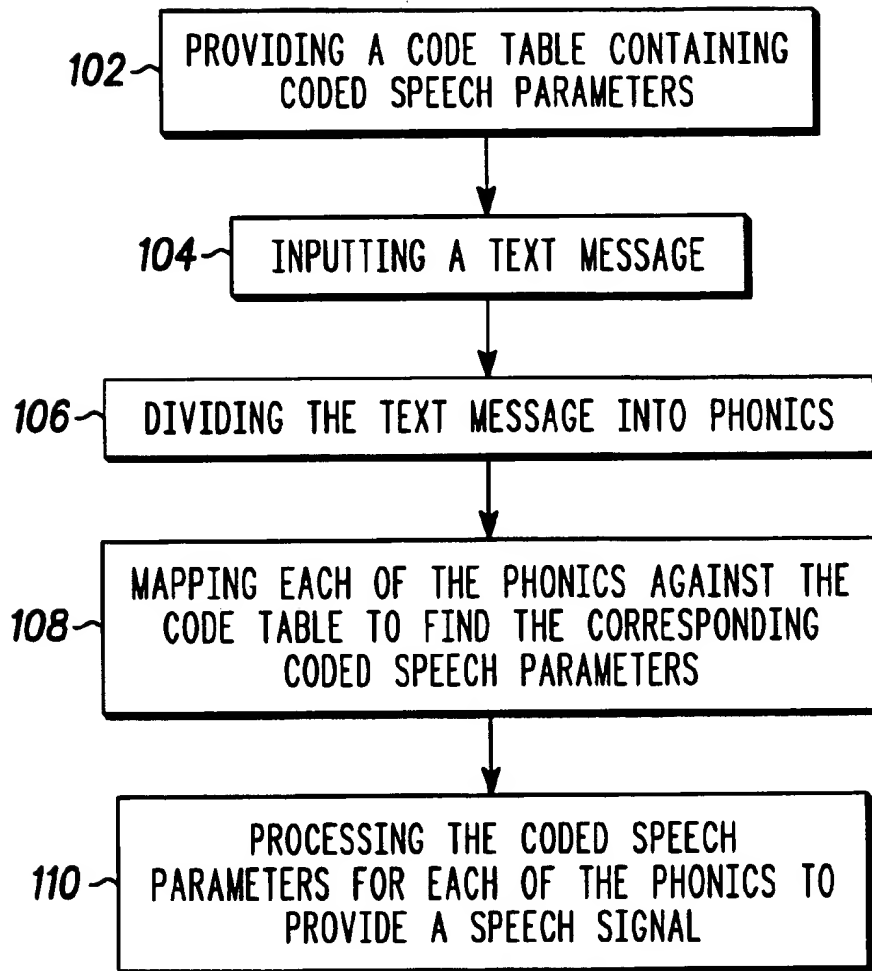 102
PROVIDING A CODE TABLE CONTAINING
CODED SPEECH PARAMETERS
104
INPUTTING A TEXT MESSAGE
106
DIVIDING THE TEXT MESSAGE INTO PHONICS
108
MAPPING EACH OF THE PHONICS AGAINST THE
CODE TABLE TO FIND THE CORRESPONDING
CODED SPEECH PARAMETERS
110
PROCESSING THE CODED SPEECH
PARAMETERS FOR EACH OF THE PHONICS TO
PROVIDE A SPEECH SIGNAL